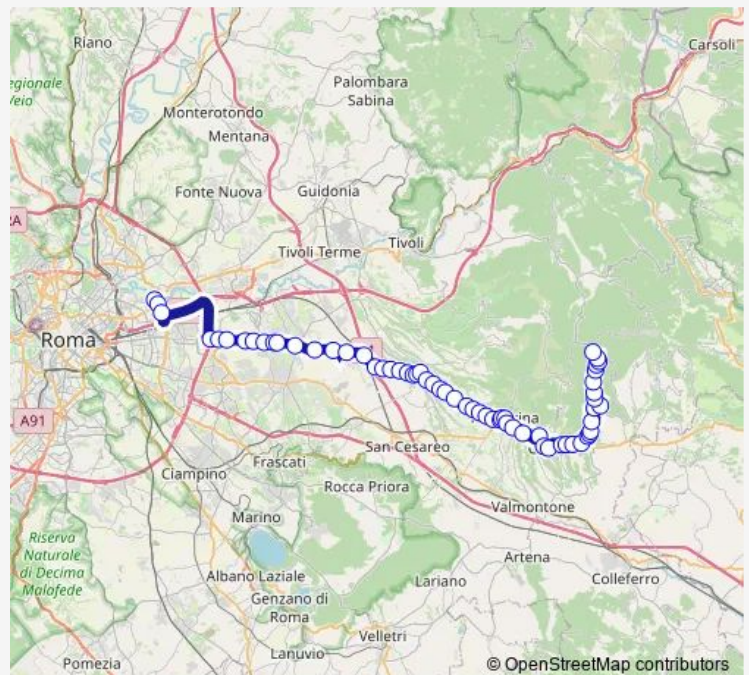 Riano
Carsoli
egionale
Veio
Palombara
Sabina
Monterotondo
Mentana
Fonte Nuova
Guidonia
RA
Tivoli Terme
Tivoli
Roma
A91
San Cesareo
Ciampino
Frascati
Rocca Priora
Valmontone
Marino
Riserva
Naturale
di Decima
Malafede
Artena
Albano Laziale
Colleferro
Lariano
Genzano di
Roma
Velletri
Lanuvio
Pomezia
© OpenStreetMap contributors